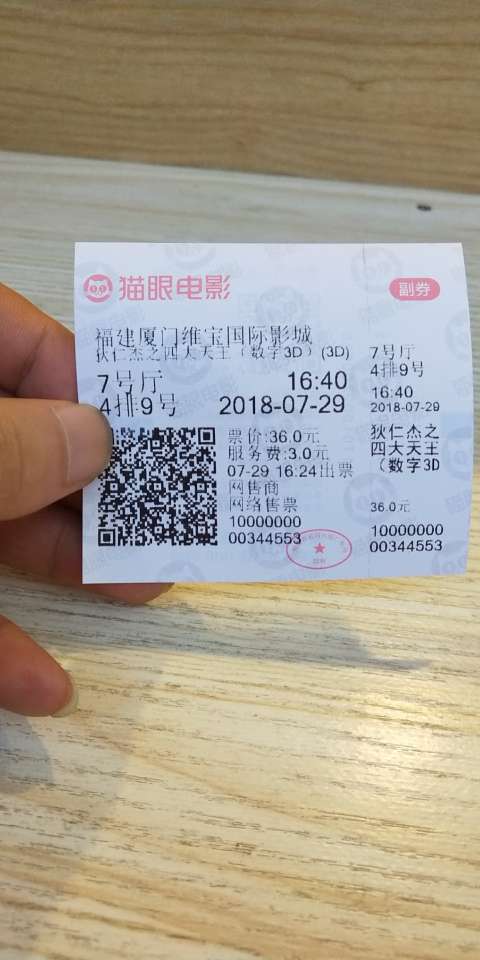 猫眼电影
副券
福建厦门维宝国际影城
狄仁杰之四大天王（数字3D）(3D)
7号厅 16:40
4排9号 2018-07-29
票价:36.0元
服务费:3.0元
07-29 16:24出票
网售商
网络售票
10000000
00344553
7号厅
4排9号
16:40
2018-07-29
狄仁杰之
四大天王
（数字3D
36.0元
10000000
00344553